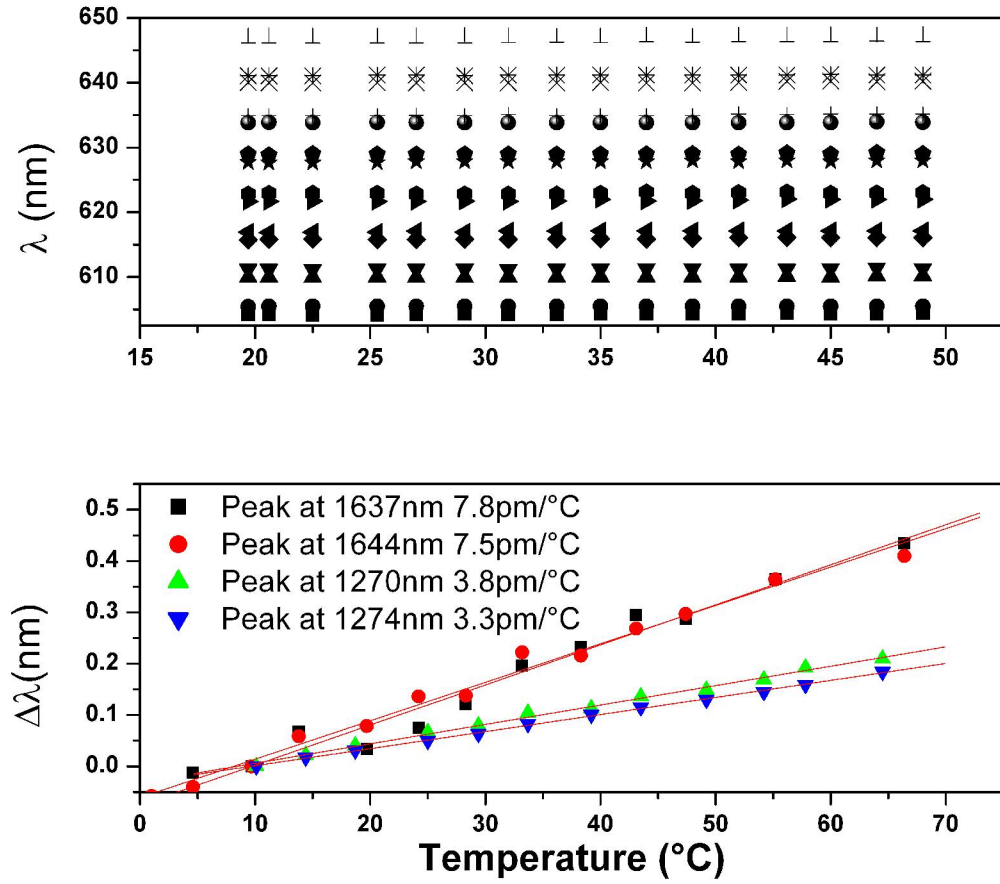 650
640
630
620
610
λ (nm)
15 20 25 30 35 40 45 50
0.5
0.4
0.3
0.2
0.1
0.0
Δλ(nm)
Peak at 1637nm 7.8pm/°C
Peak at 1644nm 7.5pm/°C
Peak at 1270nm 3.8pm/°C
Peak at 1274nm 3.3pm/°C
0 10 20 30 40 50 60 70
Temperature (°C)